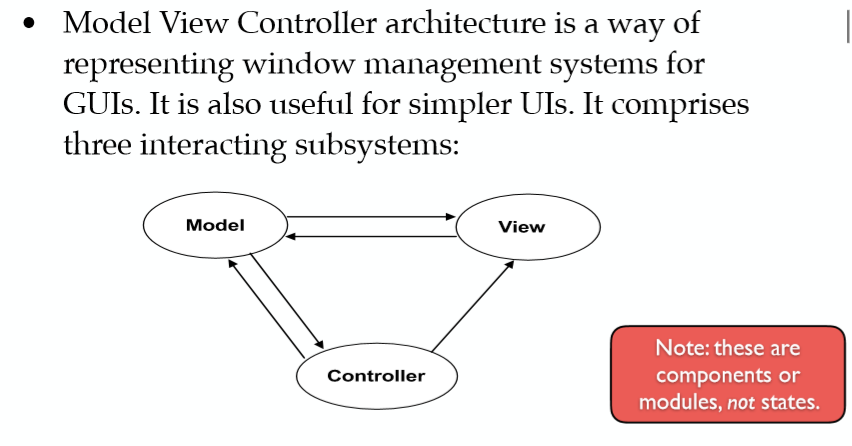 • Model View Controller architecture is a way of
representing window management systems for
GUIs. It is also useful for simpler UIs. It comprises
three interacting subsystems:
Model
View
Controller
Note: these are
components or
modules, not states.